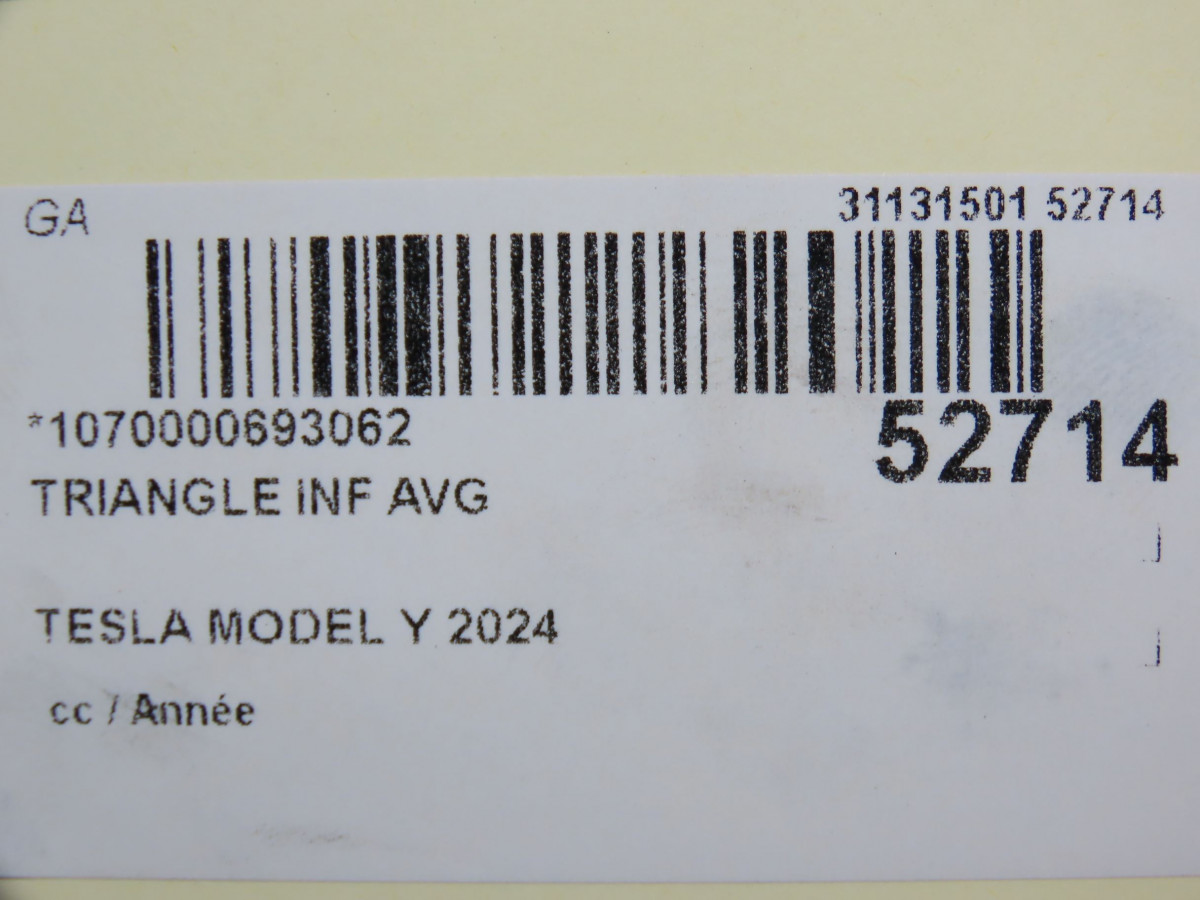 GA
31131501 52714
*1070000693062
52714
TRIANGLE INF AVG
TESLA MODEL Y 2024
cc / Année